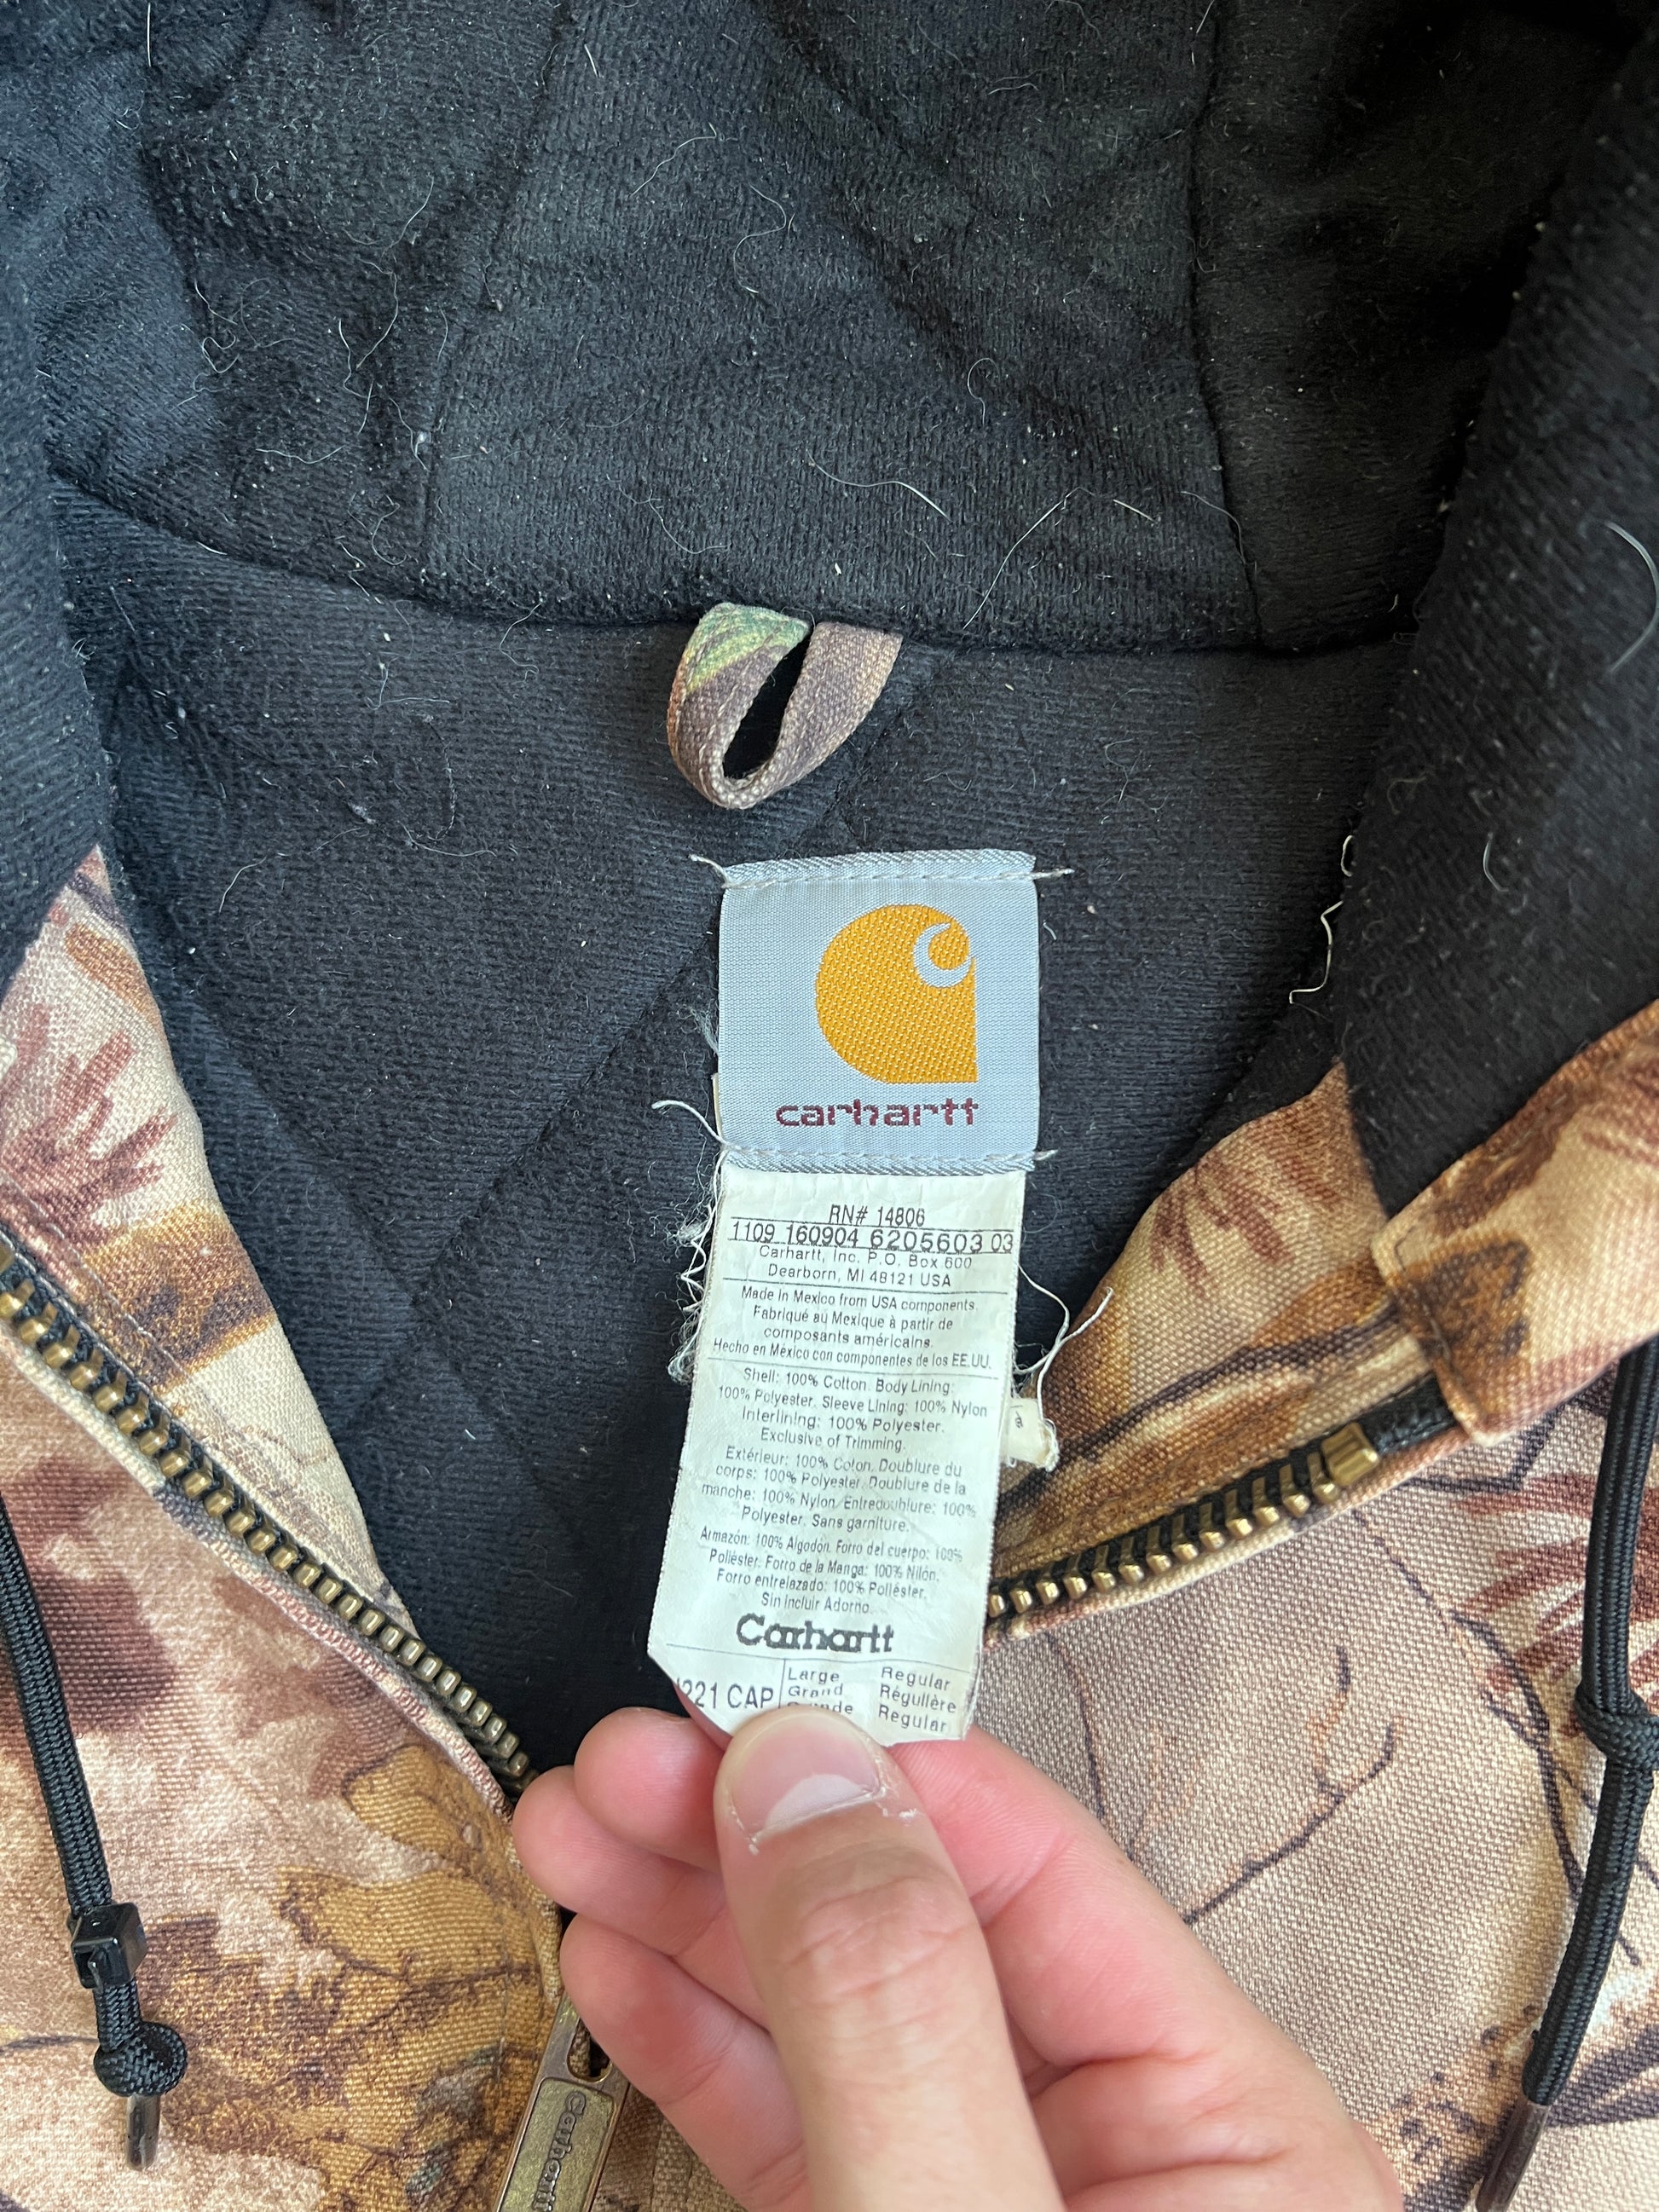 carhartt
RN# 14806
1109 160904 6205603 03
Carhartt, Inc. P.O. Box 600
Dearborn, MI 48121 USA
Made in Mexico from USA components.
Fabriqué au Mexique à partir de
composants américains.
Hecho en México con componentes de los EE.UU.
Shell: 100% Cotton. Body Lining:
100% Polyester. Sleeve Lining: 100% Nylon
Interlining: 100% Polyester.
Exclusive of Trimming.
Extérieur: 100% Coton. Doublure du
corps: 100% Polyester. Doublure de la
manche: 100% Nylon Entredoublure: 100%
Polyester. Sans garniture.
Armazón: 100% Algodón. Forro del cuerpo: 100%
Poliéster. Forro de la Manga: 100% Nilón.
Forro entrelazado: 100% Poliéster.
Sin Incluir Adorno.
Carhartt
221 CAP
Large Regular
Grand Régulière
Regular
Carhartt